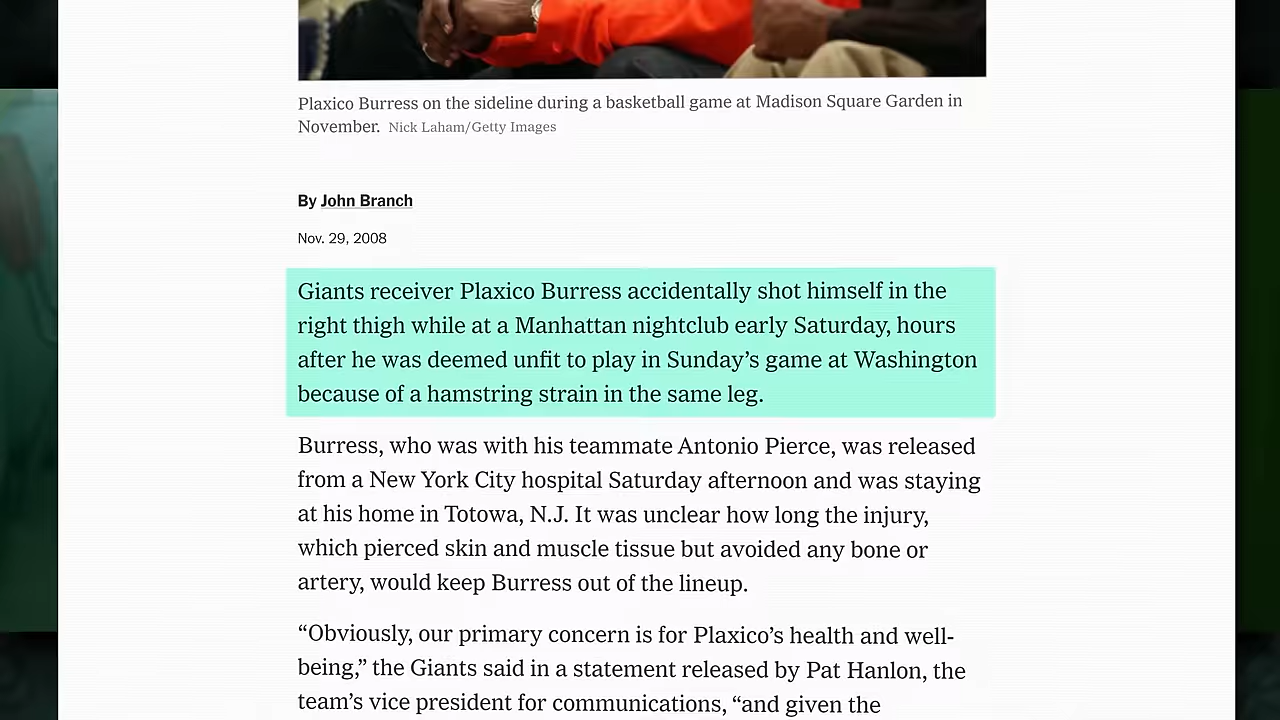 Plaxico Burress on the sideline during a basketball game at Madison Square Garden in
November. Nick Laham/Getty Images
By John Branch
Nov. 29, 2008
Giants receiver Plaxico Burress accidentally shot himself in the
right thigh while at a Manhattan nightclub early Saturday, hours
after he was deemed unfit to play in Sunday’s game at Washington
because of a hamstring strain in the same leg.
Burress, who was with his teammate Antonio Pierce, was released
from a New York City hospital Saturday afternoon and was staying
at his home in Totowa, N.J. It was unclear how long the injury,
which pierced skin and muscle tissue but avoided any bone or
artery, would keep Burress out of the lineup.
“Obviously, our primary concern is for Plaxico’s health and well-
being,” the Giants said in a statement released by Pat Hanlon, the
team’s vice president for communications, “and given the